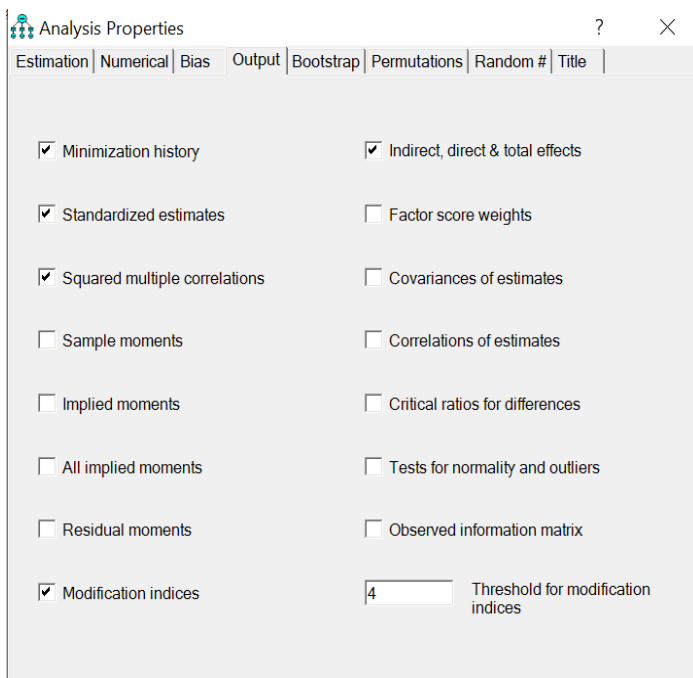 Analysis Properties ?
Estimation Numerical Bias Output Bootstrap Permutations Random # Title
Minimization history
Indirect, direct & total effects
Standardized estimates
Factor score weights
Squared multiple correlations
Covariances of estimates
Sample moments
Correlations of estimates
Implied moments
Critical ratios for differences
All implied moments
Tests for normality and outliers
Residual moments
Observed information matrix
Modification indices
4
Threshold for modification
indices